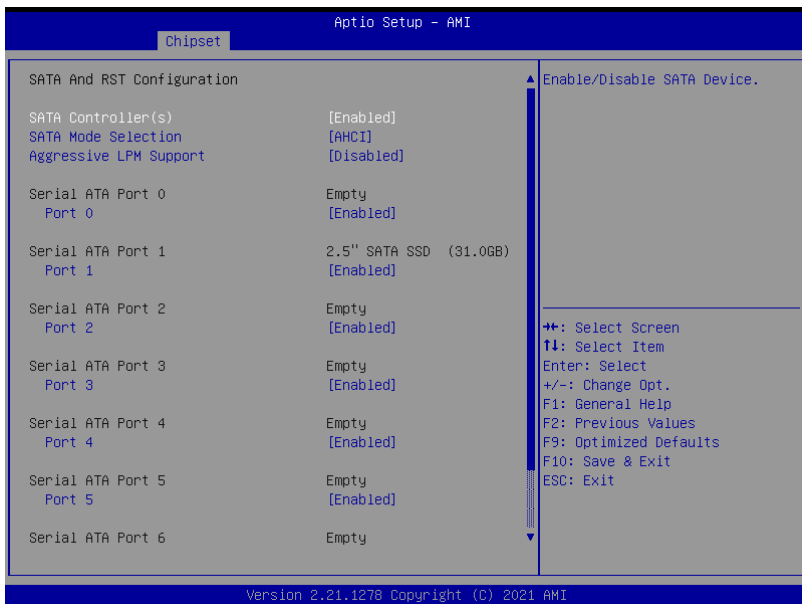 Aptio Setup – AMI
Chipset
SATA And RST Configuration
SATA Controller(s) [Enabled]
SATA Mode Selection [AHCI]
Aggressive LPM Support [Disabled]
Serial ATA Port 0 Empty
Port 0 [Enabled]
Serial ATA Port 1 2.5" SATA SSD (31.0GB)
Port 1 [Enabled]
Serial ATA Port 2 Empty
Port 2 [Enabled]
Serial ATA Port 3 Empty
Port 3 [Enabled]
Serial ATA Port 4 Empty
Port 4 [Enabled]
Serial ATA Port 5 Empty
Port 5 [Enabled]
Serial ATA Port 6 Empty
Enable/Disable SATA Device.
→←: Select Screen
↑↓: Select Item
Enter: Select
+/-: Change Opt.
F1: General Help
F2: Previous Values
F9: Optimized Defaults
F10: Save & Exit
ESC: Exit
Version 2.21.1278 Copyright (C) 2021 AMI